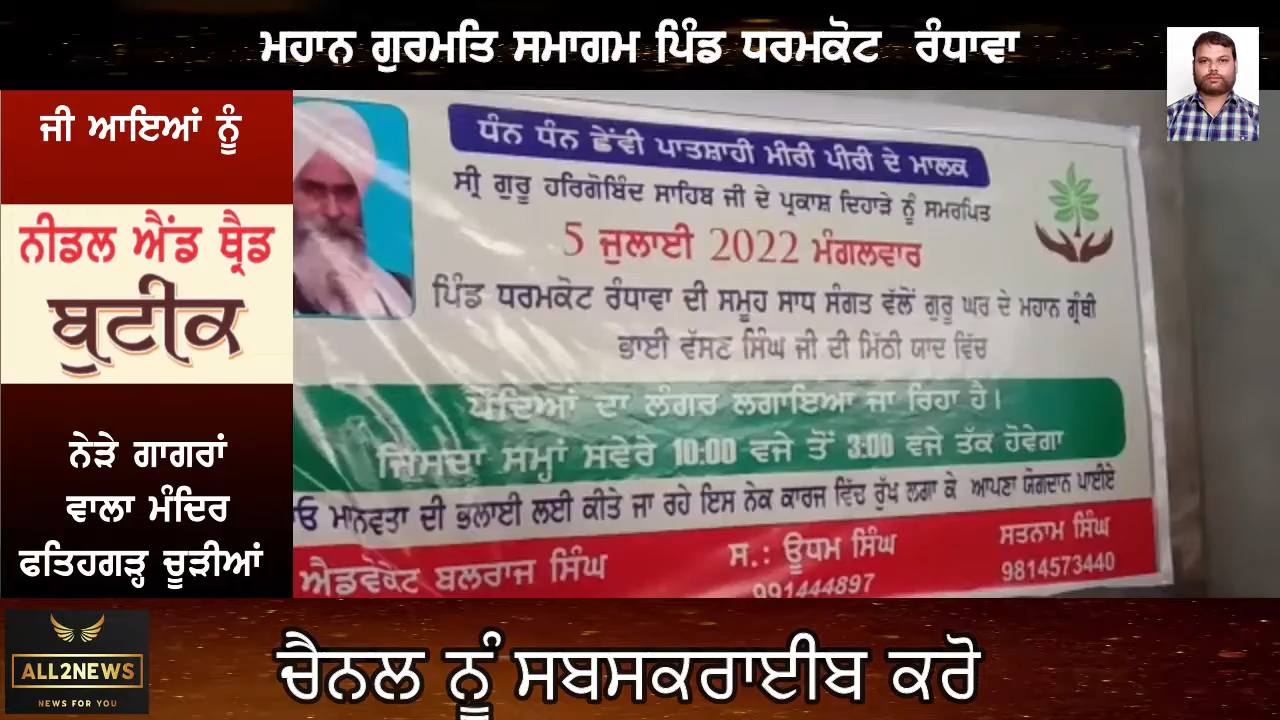 ਮਹਾਨ ਗੁਰਮਤਿ ਸਮਾਗਮ ਪਿੰਡ ਧਰਮਕੋਟ ਰੰਧਾਵਾ
ਜੀ ਆਇਆਂ ਨੂੰ
ਨੀਡਲ ਐਂਡ ਥ੍ਰੈਡ
ਬੁਟੀਕ
ਨੇੜੇ ਗਾਗਰਾਂ
ਵਾਲਾ ਮੰਦਿਰ
ਫਤਿਹਗੜ੍ਹ ਚੂੜੀਆਂ
ਧੰਨ ਧੰਨ ਛੇਂਵੀ ਪਾਤਸ਼ਾਹੀ ਮੀਰੀ ਪੀਰੀ ਦੇ ਮਾਲਕ
ਸ੍ਰੀ ਗੁਰੂ ਹਰਿਗੋਬਿੰਦ ਸਾਹਿਬ ਜੀ ਦੇ ਪ੍ਰਕਾਸ਼ ਦਿਹਾੜੇ ਨੂੰ ਸਮਰਪਿਤ
5 ਜੁਲਾਈ 2022 ਮੰਗਲਵਾਰ
ਪਿੰਡ ਧਰਮਕੋਟ ਰੰਧਾਵਾ ਦੀ ਸਮੂਹ ਸਾਧ ਸੰਗਤ ਵੱਲੋਂ ਗੁਰੂ ਘਰ ਦੇ ਮਹਾਨ ਗ੍ਰੰਥੀ
ਭਾਈ ਵੱਸਣ ਸਿੰਘ ਜੀ ਦੀ ਮਿੱਠੀ ਯਾਦ ਵਿੱਚ
ਪੌਦਿਆਂ ਦਾ ਲੰਗਰ ਲਗਾਇਆ ਜਾ ਰਿਹਾ ਹੈ।
ਜਿਸਦਾ ਸਮਾਂ ਸਵੇਰੇ 10:00 ਵਜੇ ਤੋਂ 3:00 ਵਜੇ ਤੱਕ ਹੋਵੇਗਾ
ਮਾਨਵਤਾ ਦੀ ਭਲਾਈ ਲਈ ਕੀਤੇ ਜਾ ਰਹੇ ਇਸ ਨੇਕ ਕਾਰਜ ਵਿੱਚ ਰੁੱਖ ਲਗਾ ਕੇ ਆਪਣਾ ਯੋਗਦਾਨ ਪਾਈਏ
ਐਡਵੋਕੇਟ ਬਲਰਾਜ ਸਿੰਘ
ਸ.: ਊਧਮ ਸਿੰਘ
991444897
ਸਤਨਾਮ ਸਿੰਘ
9814573440
ALL2NEWS
NEWS FOR YOU
ਚੈਨਲ ਨੂੰ ਸਬਸਕਰਾਈਬ ਕਰੋ